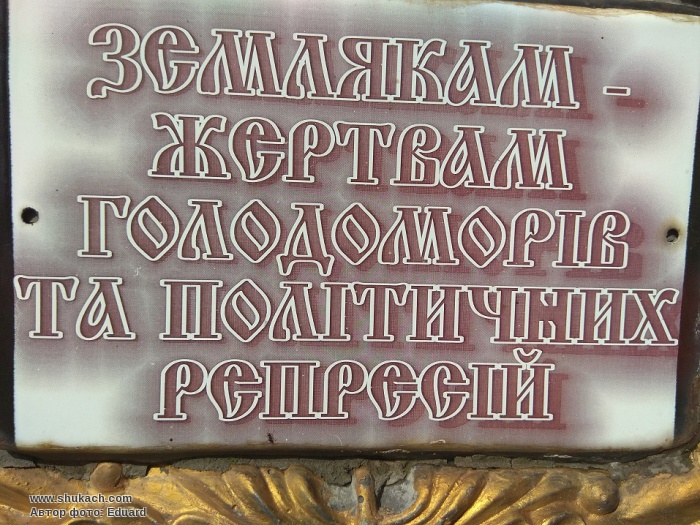 ЗЕМЛЯКАМ -
ЖЕРТВАМ
ГОЛОДОМОРІВ
ТА ПОЛІТИЧНИХ
РЕПРЕСІЙ
www.shukach.com
Автор фото: Eduard